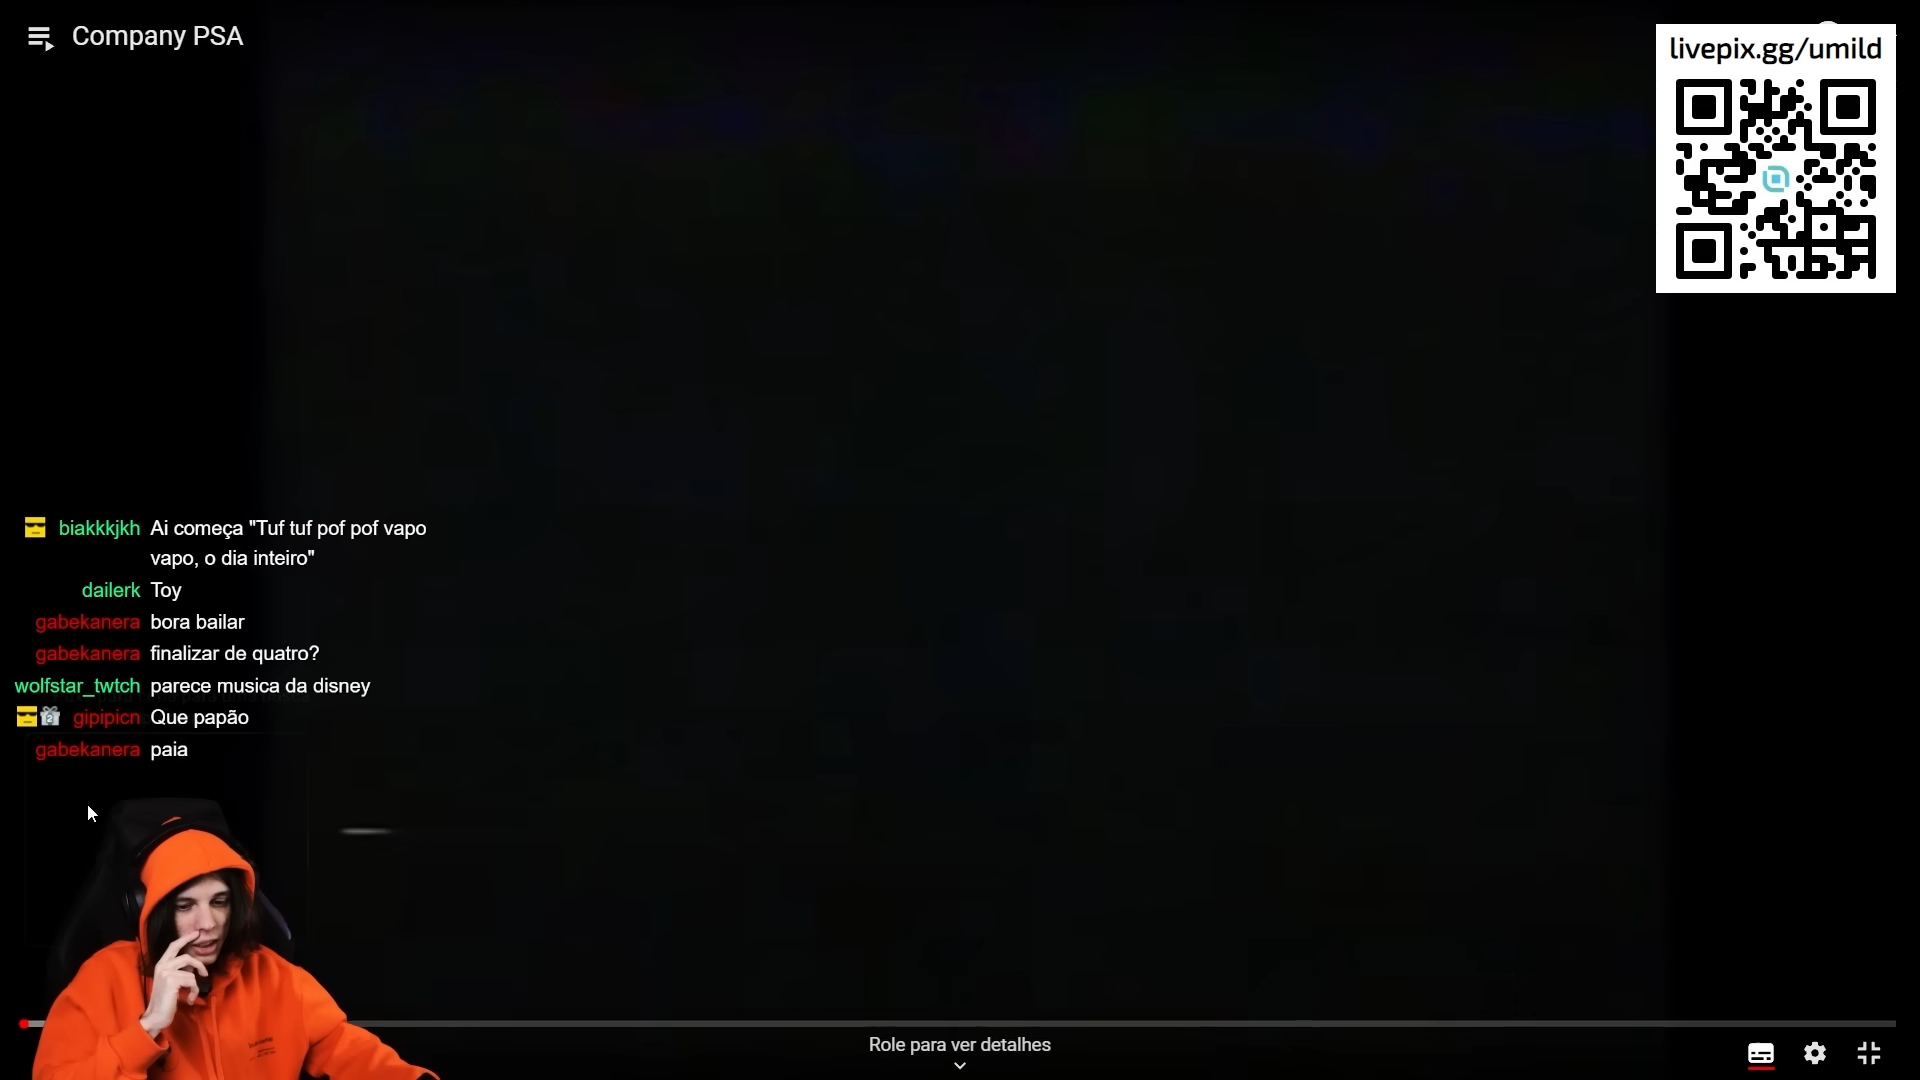 Company PSA
livepix.gg/umild
biakkkjkh Ai começa "Tuf tuf pof pof vapo
vapo, o dia inteiro"
dailerk Toy
gabekanera bora bailar
gabekanera finalizar de quatro?
wolfstar_twtch parece musica da disney
gipipicn Que papão
gabekanera paia
Role para ver detalhes